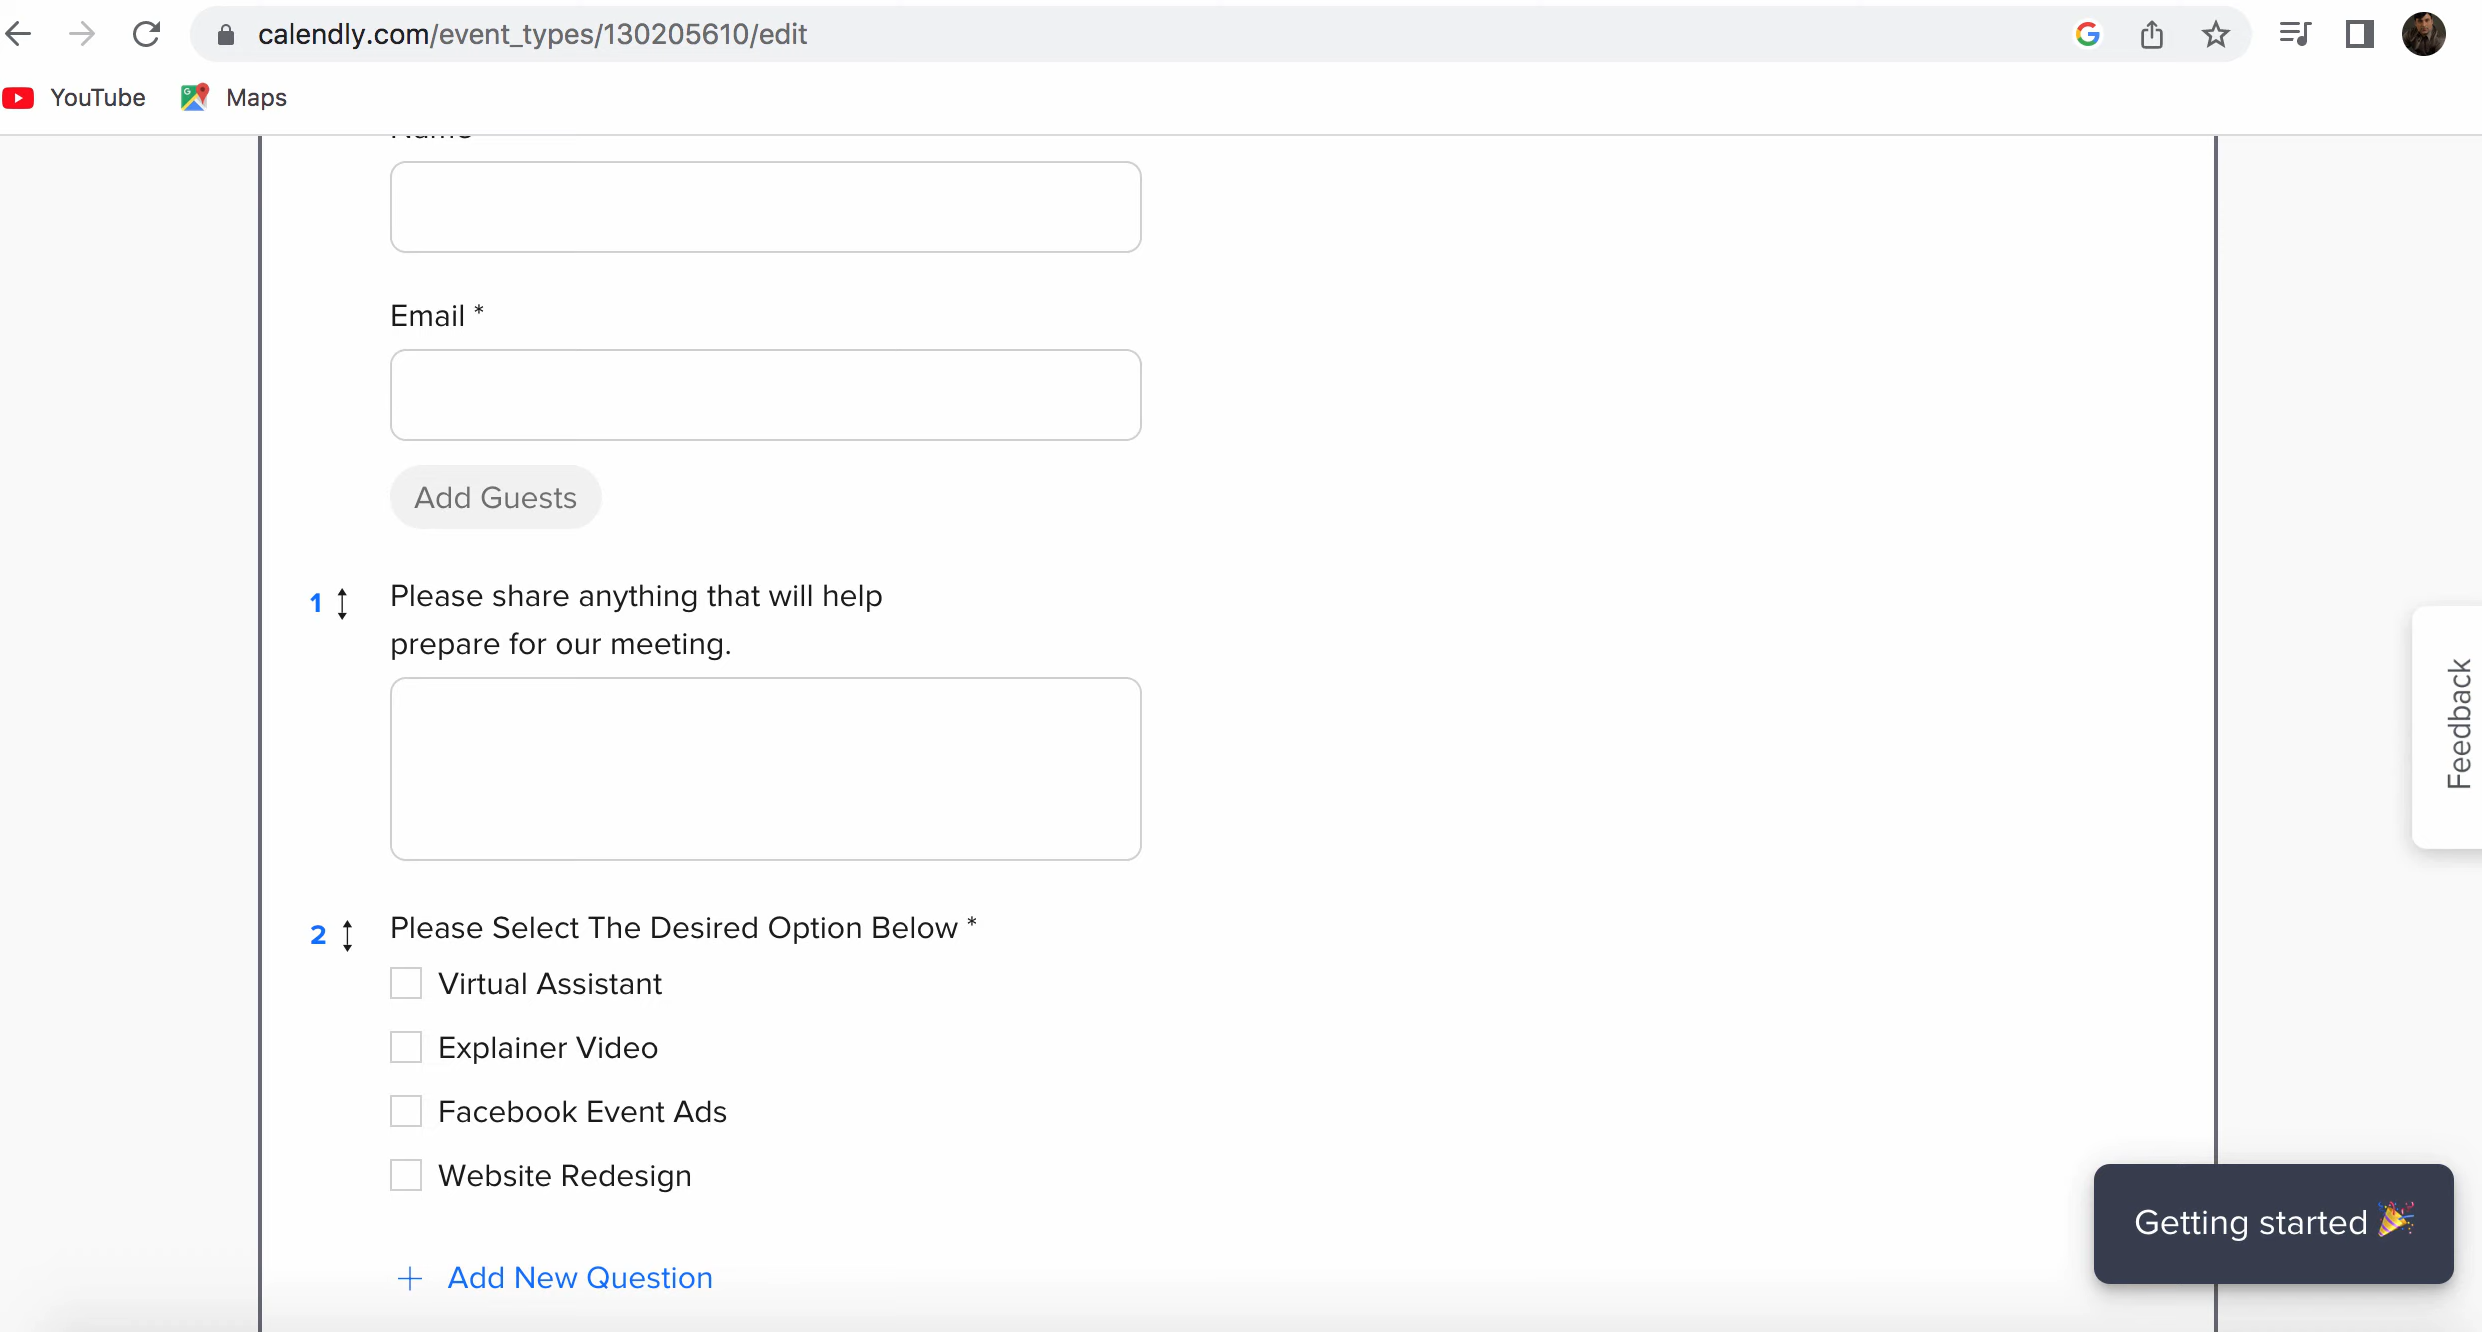 calendly.com/event_types/130205610/edit
YouTube Maps
Email *
Add Guests
1 Please share anything that will help
prepare for our meeting.
Feedback
2 Please Select The Desired Option Below *
Virtual Assistant
Explainer Video
Facebook Event Ads
Website Redesign
Getting started 🎉
+ Add New Question